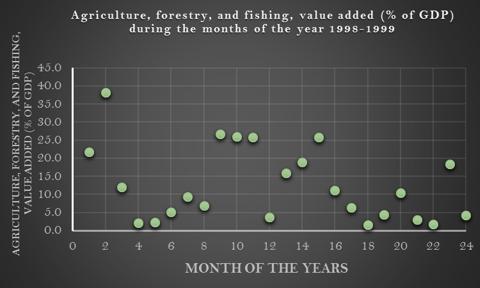 Agriculture, forestry, and fishing, value added (% of GDP)
during the months of the year 1998-1999
AGRICULTURE, FORESTRY, AND FISHING,
VALUE ADDED (% OF GDP)
45.0
40.0
35.0
30.0
25.0
20.0
15.0
10.0
5.0
0.0
0 2 4 6 8 10 12 14 16 18 20 22 24
MONTH OF THE YEARS